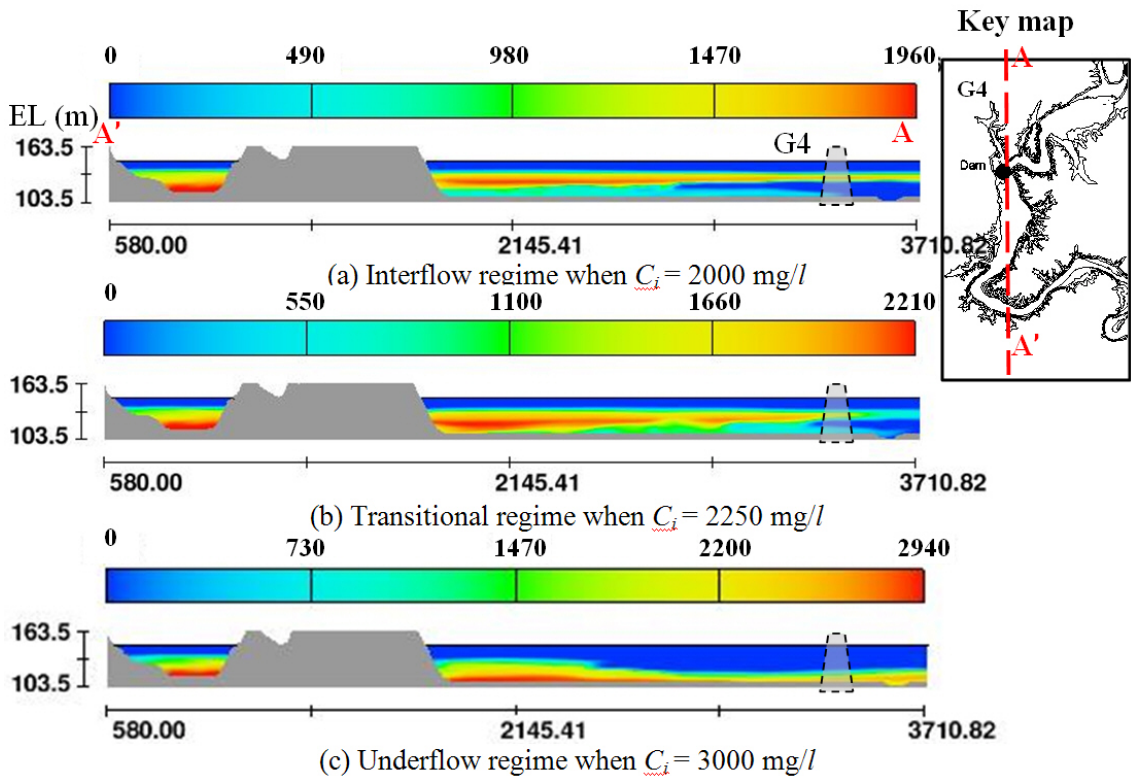 Key map
0 490 980 1470 1960
A
G4
EL (m)
A' A
163.5
G4
Dam
103.5
580.00 2145.41 3710.82
(a) Interflow regime when Ci = 2000 mg/l
0 550 1100 1660 2210
A'
163.5
103.5
580.00 2145.41 3710.82
(b) Transitional regime when Ci = 2250 mg/l
0 730 1470 2200 2940
163.5
103.5
580.00 2145.41 3710.82
(c) Underflow regime when Ci = 3000 mg/l